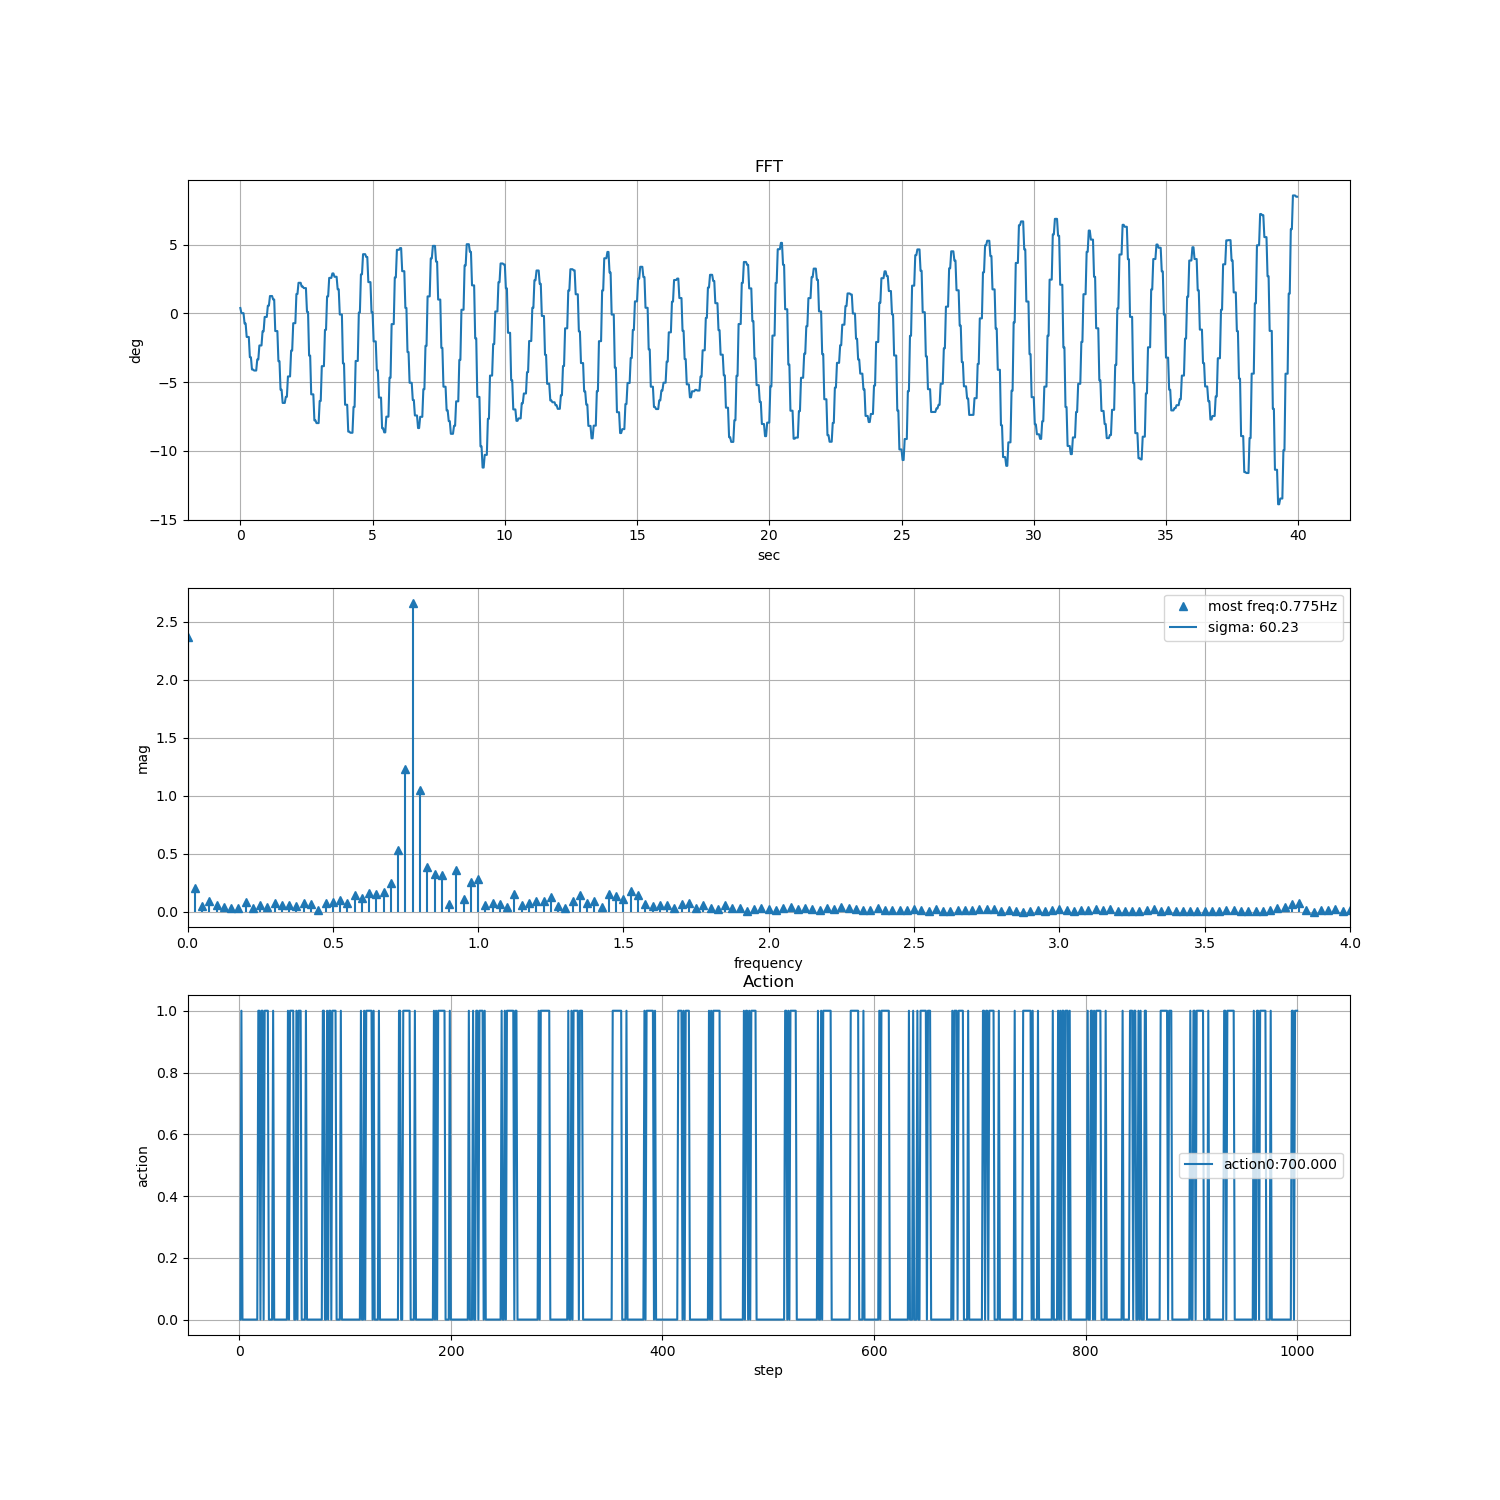 FFT
5
0
−5
−10
−15
deg
0 5 10 15 20 25 30 35 40
sec
2.5
2.0
1.5
1.0
0.5
0.0
mag
most freq:0.775Hz
sigma: 60.23
0.0 0.5 1.0 1.5 2.0 2.5 3.0 3.5 4.0
frequency
Action
1.0
0.8
0.6
0.4
0.2
0.0
action
action0:700.000
0 200 400 600 800 1000
step